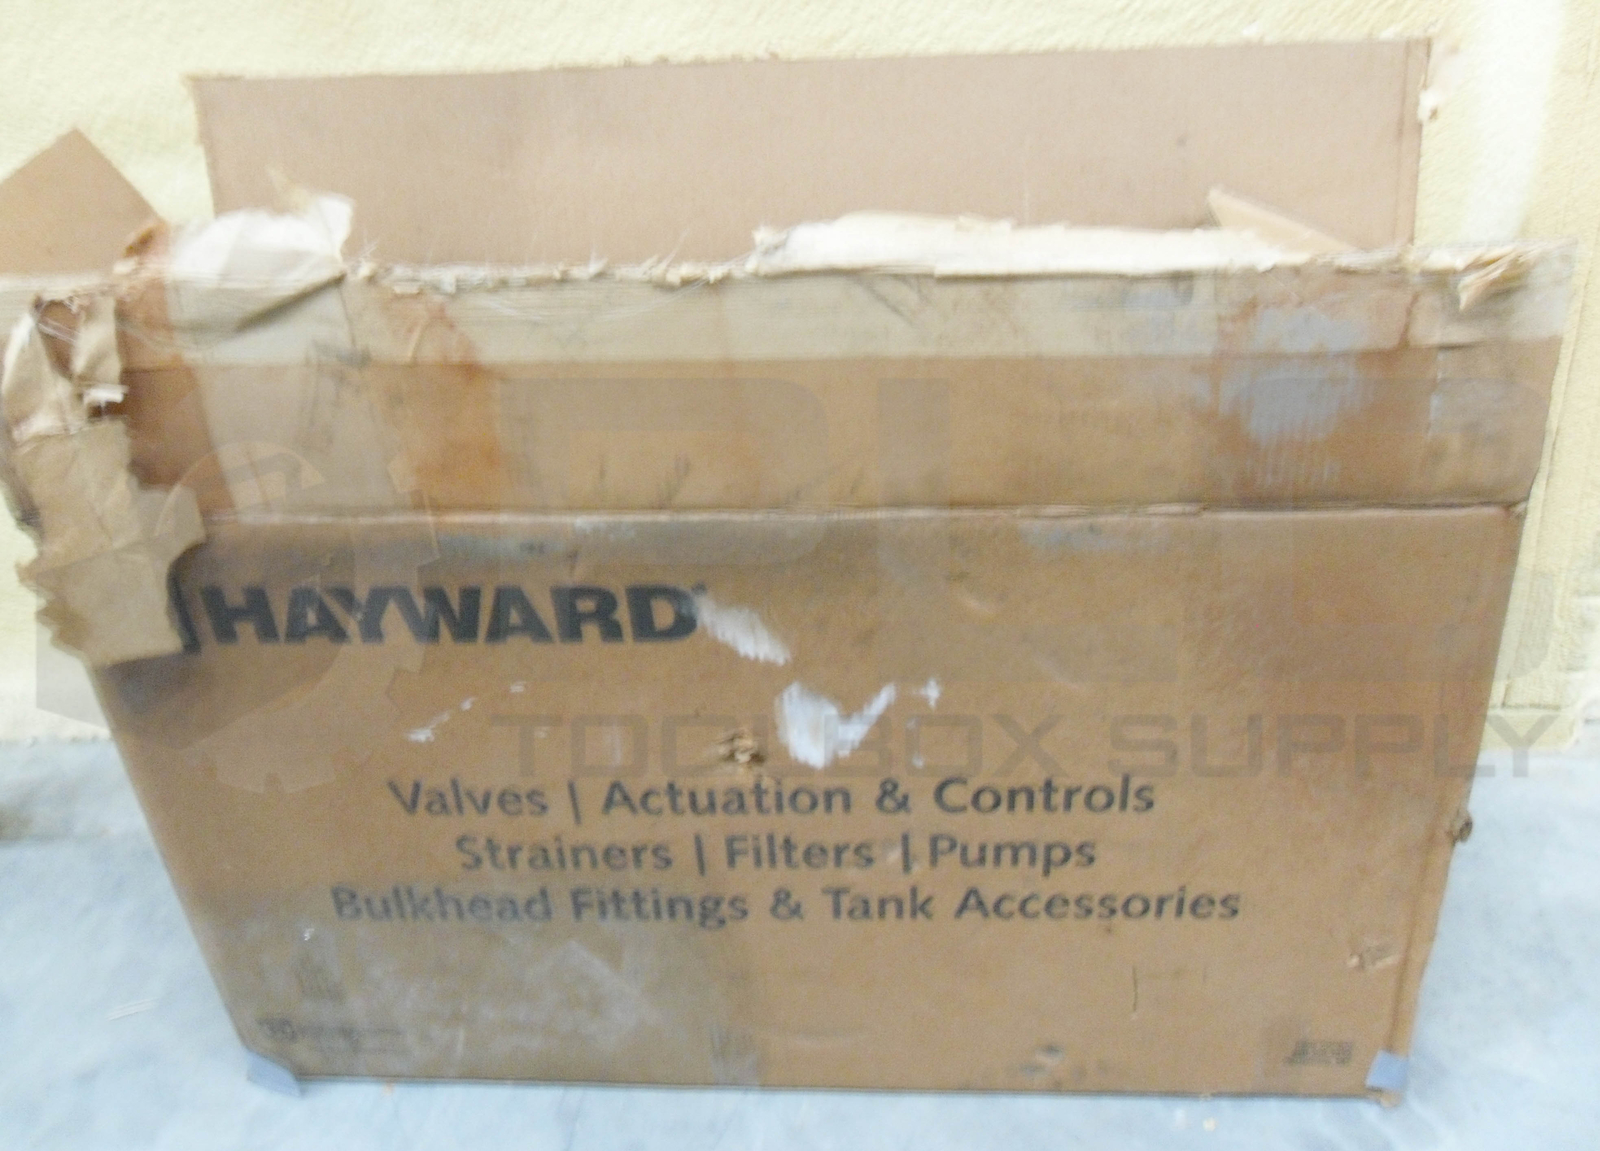 HAYWARD
Valves | Actuation & Controls
Strainers | Filters | Pumps
Bulkhead Fittings & Tank Accessories
TOOLBOX SUPPLY